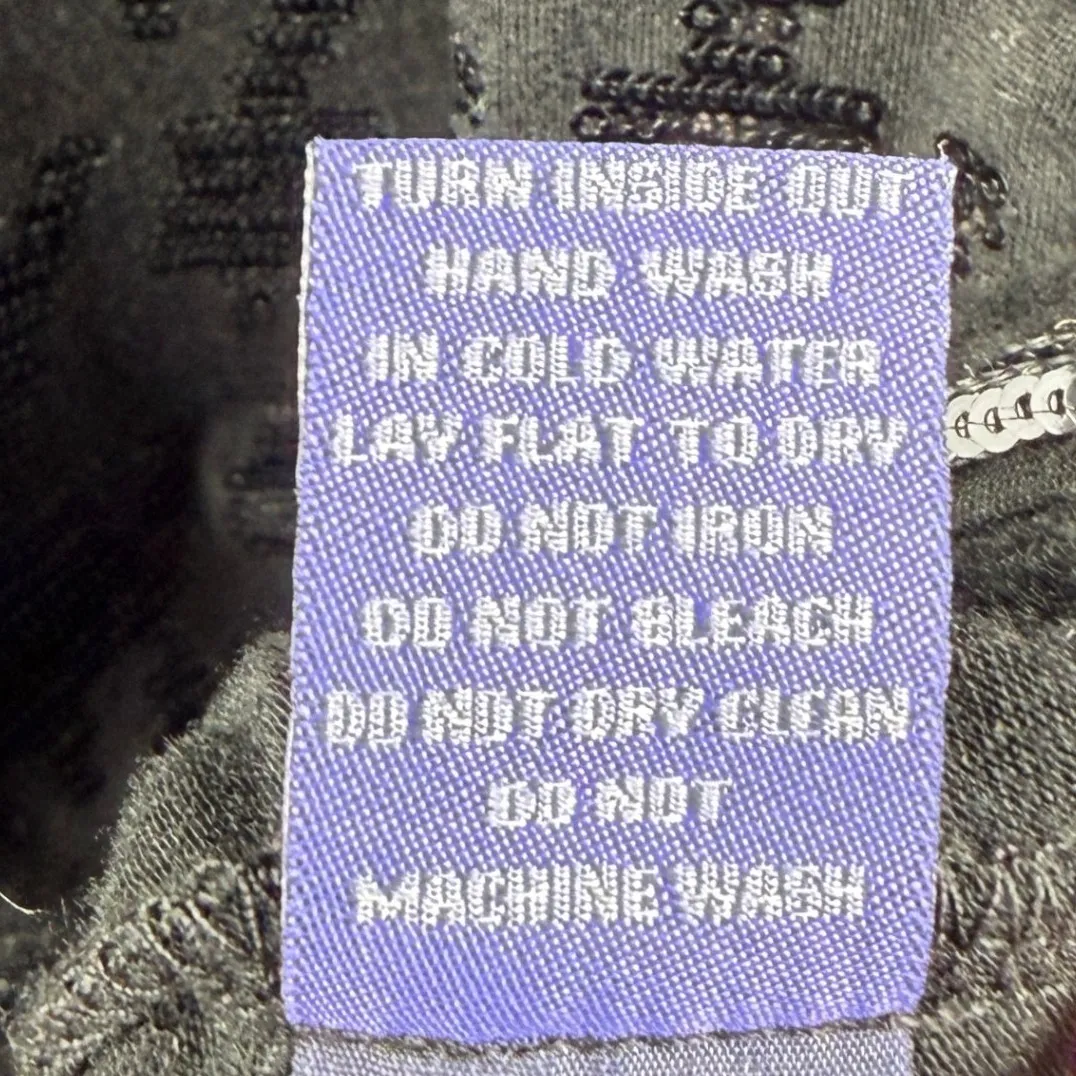 TURN INSIDE OUT
HAND WASH
IN COLD WATER
LAY FLAT TO DRY
DO NOT IRON
DO NOT BLEACH
DO NOT DRY CLEAN
DO NOT
MACHINE WASH